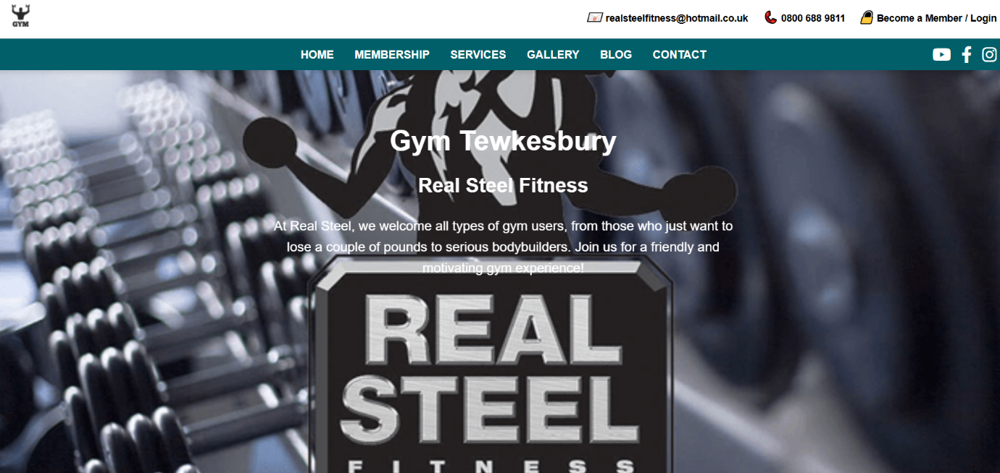 GYM
realsteelfitness@hotmail.co.uk
0800 688 9811
Become a Member / Login
HOME
MEMBERSHIP
SERVICES
GALLERY
BLOG
CONTACT
Gym Tewkesbury
Real Steel Fitness
At Real Steel, we welcome all types of gym users, from those who just want to
lose a couple of pounds to serious bodybuilders. Join us for a friendly and
motivating gym experience!
REAL
STEEL
FITNESS